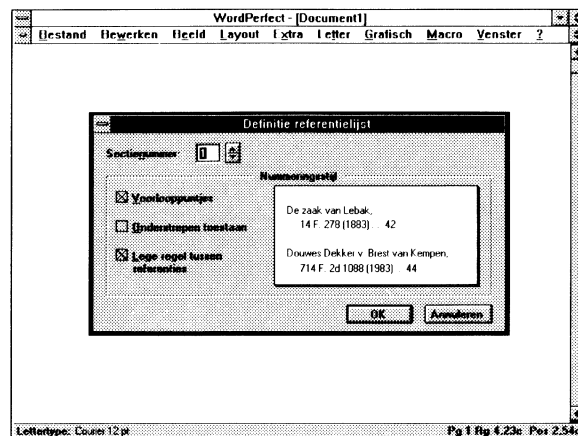 WordPerfect - [Document1]
Bestand Bewerken Beeld Layout Extra Letter Grafisch Macro Venster ?
Definitie referentielijst
Sectienummer: 1
Nummeringsstijl
Voorlooppuntjes
Onderstrepen toestaan
Lege regel tussen
referenties
De zaak van Lebak,
14 F. 278 (1883) . . 42
Douwes Dekker v. Brest van Kempen,
714 F. 2d 1088 (1983) . . 44
OK Annuleren
Lettertype: Courier 12 pt Pg 1 Rg 4.23c Pos 2.54c